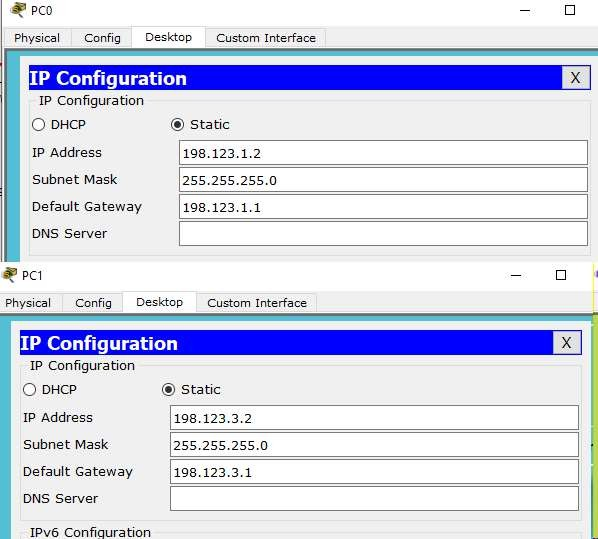 PC0
Physical Config Desktop Custom Interface
IP Configuration X
IP Configuration
DHCP Static
IP Address 198.123.1.2
Subnet Mask 255.255.255.0
Default Gateway 198.123.1.1
DNS Server
PC1
Physical Config Desktop Custom Interface
IP Configuration X
IP Configuration
DHCP Static
IP Address 198.123.3.2
Subnet Mask 255.255.255.0
Default Gateway 198.123.3.1
DNS Server
IPv6 Configuration